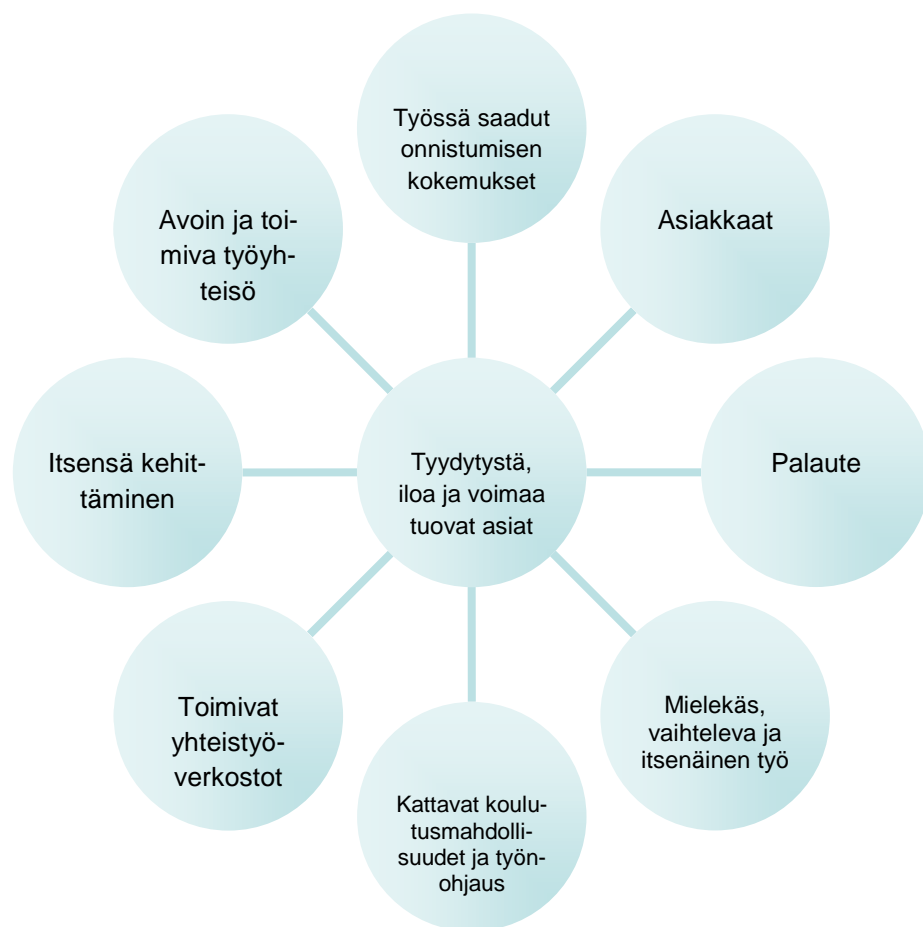 Työssä saadut
onnistumisen
kokemukset
Avoin ja toi-
miva työyh-
teisö
Asiakkaat
Itsensä kehit-
täminen
Tyydytystä,
iloa ja voimaa
tuovat asiat
Palaute
Toimivat
yhteistyö-
verkostot
Mielekäs,
vaihteleva ja
itsenäinen työ
Kattavat koulu-
tusmahdolli-
suudet ja työn-
ohjaus